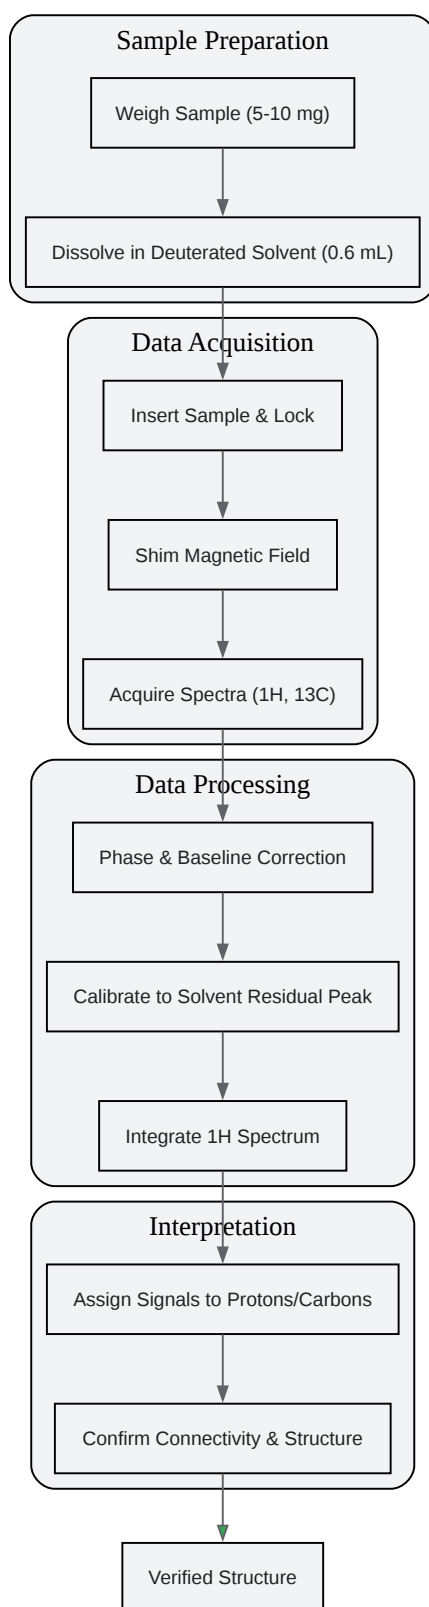 Sample Preparation
Weigh Sample (5-10 mg)
Dissolve in Deuterated Solvent (0.6 mL)
Data Acquisition
Insert Sample & Lock
Shim Magnetic Field
Acquire Spectra (1H, 13C)
Data Processing
Phase & Baseline Correction
Calibrate to Solvent Residual Peak
Integrate 1H Spectrum
Interpretation
Assign Signals to Protons/Carbons
Confirm Connectivity & Structure
Verified Structure